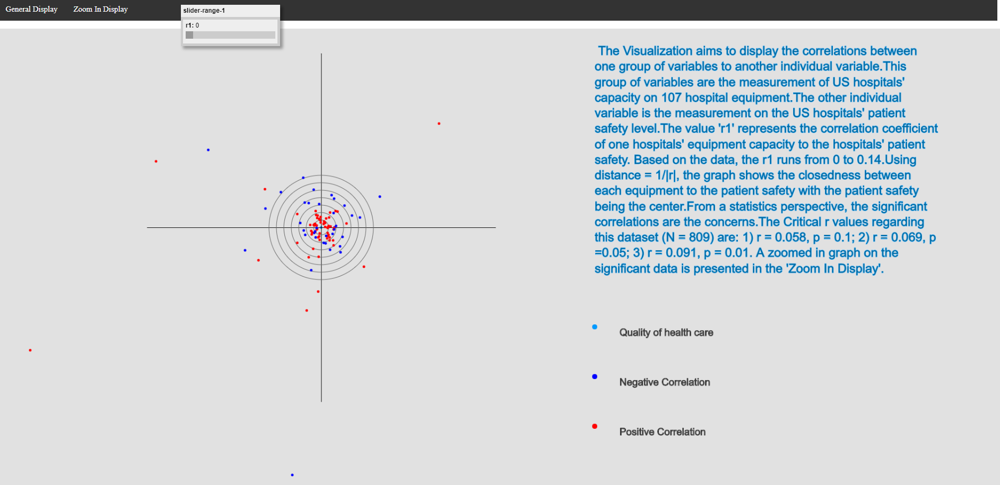 General Display Zoom In Display
slider-range-1
r1: 0
The Visualization aims to display the correlations between
one group of variables to another individual variable.This
group of variables are the measurement of US hospitals'
capacity on 107 hospital equipment.The other individual
variable is the measurement on the US hospitals' patient
safety level.The value 'r1' represents the correlation coefficient
of one hospitals' equipment capacity to the hospitals' patient
safety. Based on the data, the r1 runs from 0 to 0.14.Using
distance = 1/|r|, the graph shows the closedness between
each equipment to the patient safety with the patient safety
being the center.From a statistics perspective, the significant
correlations are the concerns.The Critical r values regarding
this dataset (N = 809) are: 1) r = 0.058, p = 0.1; 2) r = 0.069, p
=0.05; 3) r = 0.091, p = 0.01. A zoomed in graph on the
significant data is presented in the 'Zoom In Display'.
Quality of health care
Negative Correlation
Positive Correlation